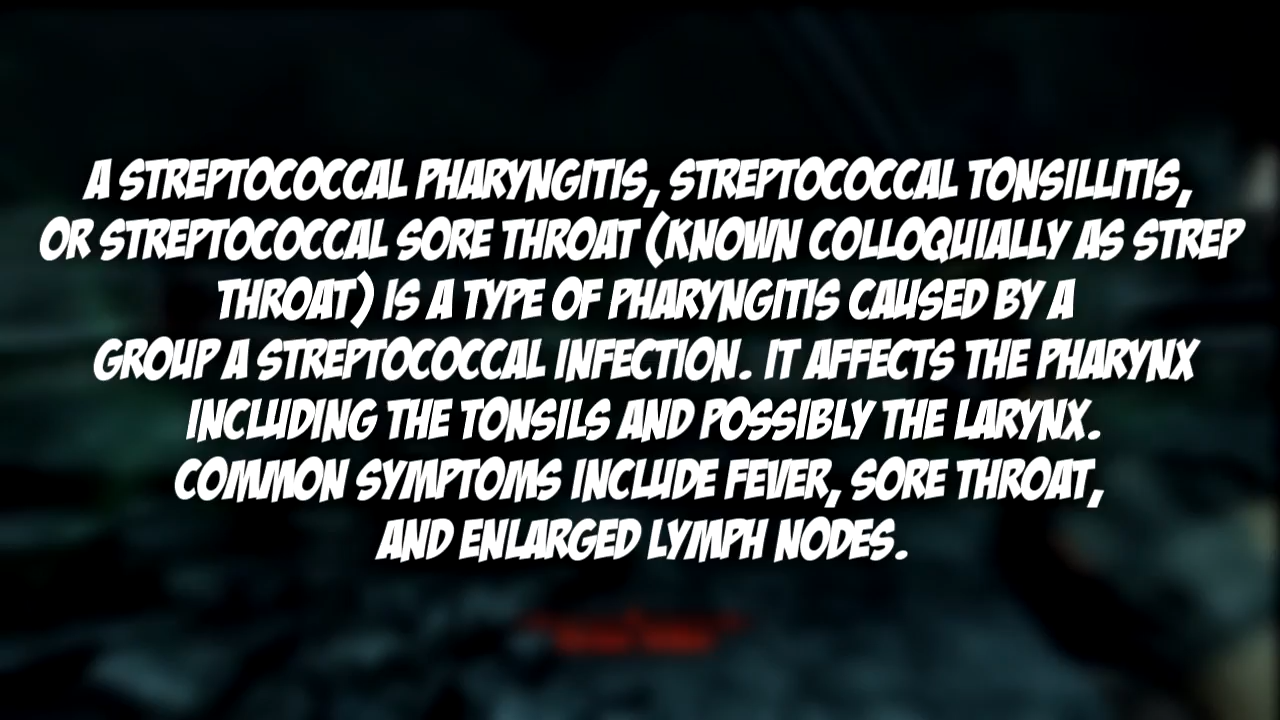 A STREPTOCOCCAL PHARYNGITIS, STREPTOCOCCAL TONSILLITIS,
OR STREPTOCOCCAL SORE THROAT (KNOWN COLLOQUIALLY AS STREP
THROAT) IS A TYPE OF PHARYNGITIS CAUSED BY A
GROUP A STREPTOCOCCAL INFECTION. IT AFFECTS THE PHARYNX
INCLUDING THE TONSILS AND POSSIBLY THE LARYNX.
COMMON SYMPTOMS INCLUDE FEVER, SORE THROAT,
AND ENLARGED LYMPH NODES.